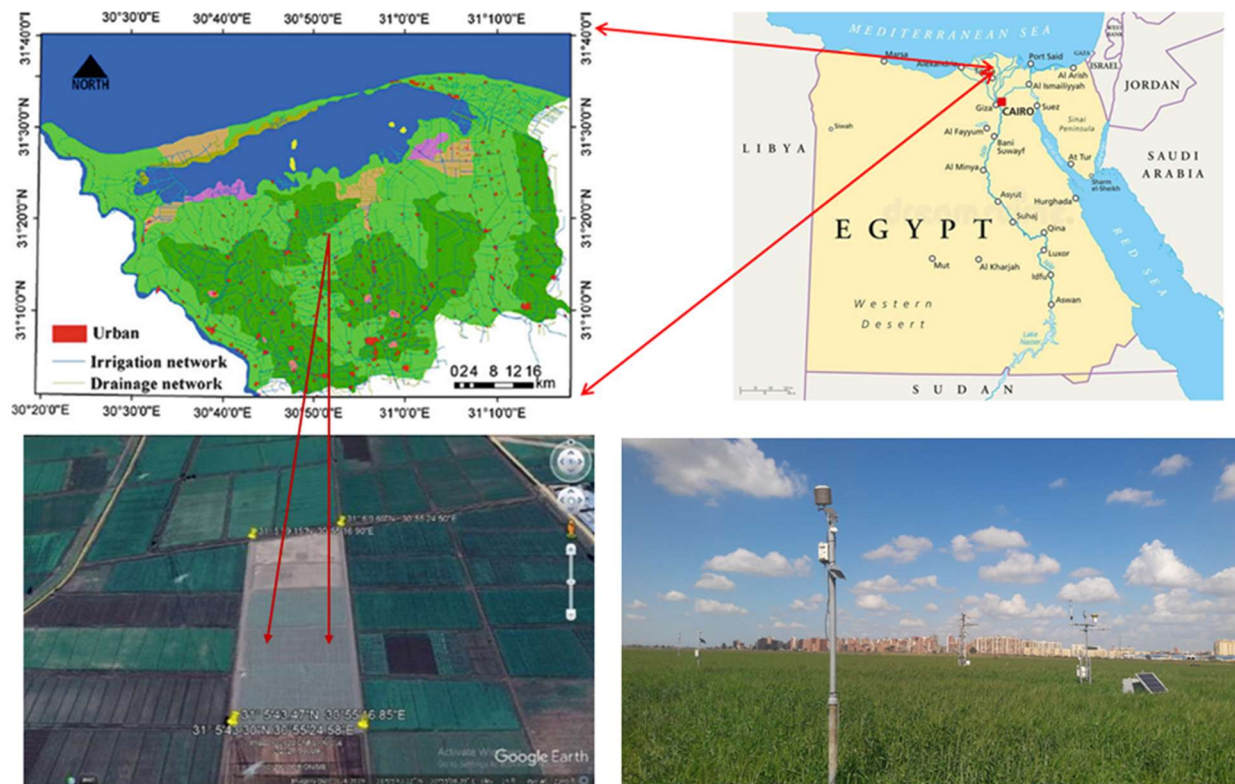 30°30'0"E 30°40'0"E 30°50'0"E 31°0'0"E 31°10'0"E
31°40'0"N
31°40'0"N
NORTH
31°30'0"N
31°30'0"N
31°20'0"N
31°20'0"N
31°10'0"N
31°10'0"N
Urban
Irrigation network
Drainage network
024 8 12 16
km
30°20'0"E 30°30'0"E 30°40'0"E 30°50'0"E 31°0'0"E 31°10'0"E
MEDITERRANEAN SEA
WEST
BANK
Marsa
Alexandria
Port Said
GAZA
Al Arish
ISRAEL
JORDAN
Al Ismailiyyah
Giza
CAIRO
Suez
Siwah
Sinai
Peninsula
LIBYA
Al Fayyum
Bani
Suwayf
At Tur
SAUDI
ARABIA
Al Minya
Sharm
el-Sheikh
Asyut
Hurghada
Suhaj
EGYPT
Qina
RED SEA
Luxor
Mut
Al Kharjah
Idfu
Aswan
Western
Desert
Lake
Nasser
SUDAN
31° 5'43.47"N 30°55'16.85"E
31° 5'43.30"N 30°55'24.58"E
Google Earth